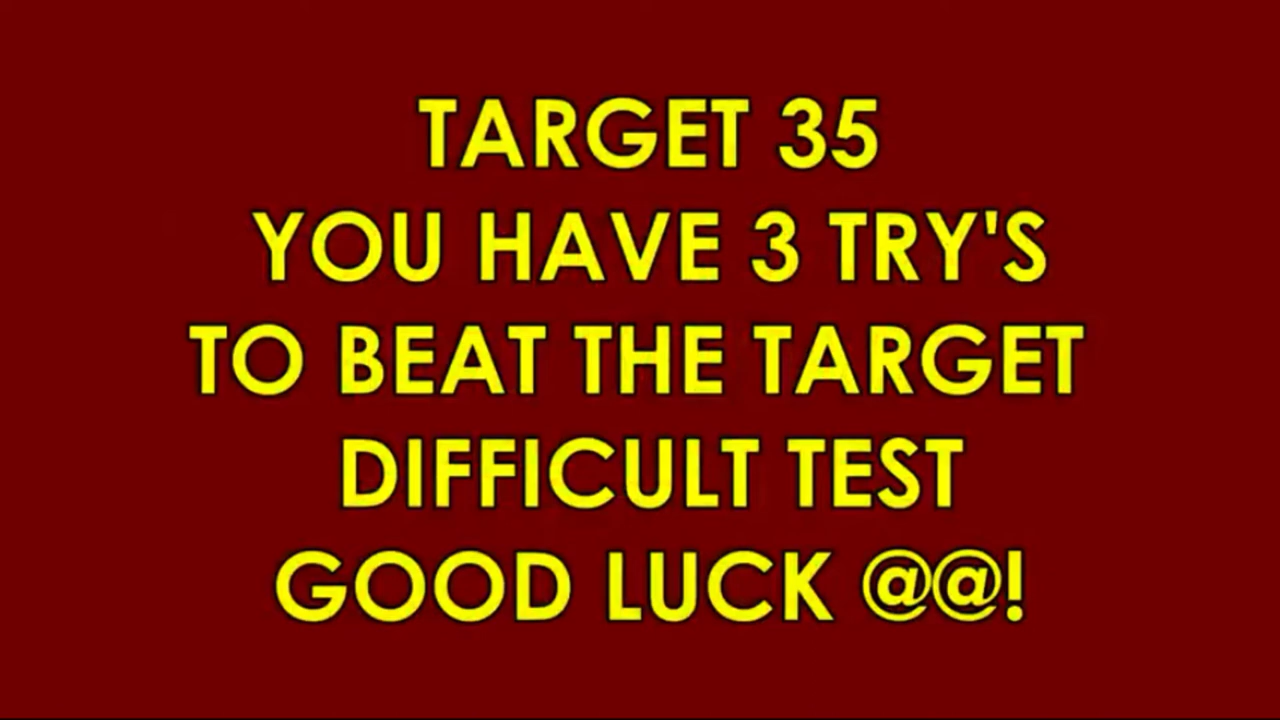 TARGET 35
YOU HAVE 3 TRY'S
TO BEAT THE TARGET
DIFFICULT TEST
GOOD LUCK @@!